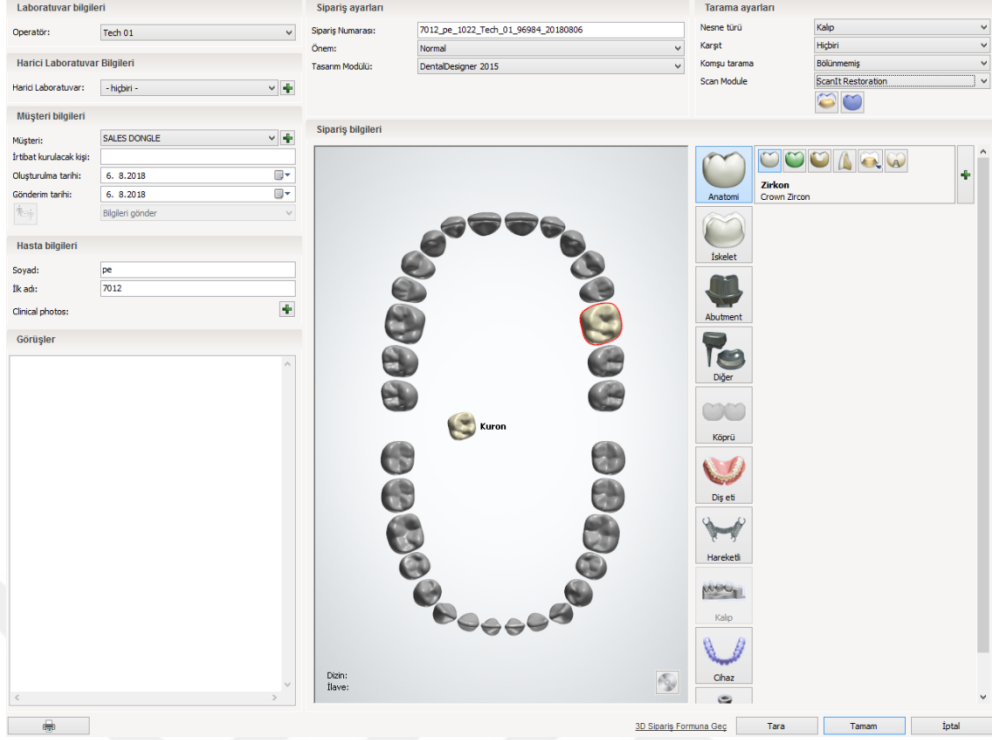 Laboratuvar bilgileri
Operatör: Tech 01
Harici Laboratuvar Bilgileri
Harici Laboratuvar: - hiçbiri -
Müşteri bilgileri
Müşteri: SALES DONGLE
İrtibat kurulacak kişi:
Oluşturulma tarihi: 6. 8.2018
Gönderim tarihi: 6. 8.2018
Bilgileri gönder
Hasta bilgileri
Soyad: pe
İlk adı: 7012
Clinical photos:
Görüşler
Sipariş ayarları
Sipariş Numarası: 7012_pe_1022_Tech_01_96984_20180806
Önem: Normal
Tasarım Modülü: DentalDesigner 2015
Tarama ayarları
Nesne türü Kalıp
Karşıt Hiçbiri
Komşu tarama Bölünmemiş
Scan Module ScanIt Restoration
Sipariş bilgileri
Kuron
Dizin:
İlave:
Anatomi
Zirkon
Crown Zircon
İskelet
Abutment
Diğer
Köprü
Diş eti
Hareketli
Kalıp
Cihaz
3D Sipariş Formuna Geç
Tara
Tamam
İptal